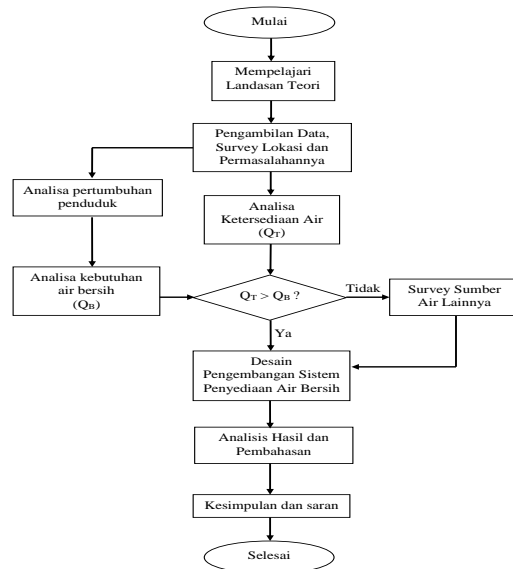 Mulai
Mempelajari
Landasan Teori
Pengambilan Data,
Survey Lokasi dan
Permasalahannya
Analisa pertumbuhan
penduduk
Analisa
Ketersediaan Air
(QT)
Analisa kebutuhan
air bersih
(QB)
QT > QB ?
Tidak
Survey Sumber
Air Lainnya
Ya
Desain
Pengembangan Sistem
Penyediaan Air Bersih
Analisis Hasil dan
Pembahasan
Kesimpulan dan saran
Selesai